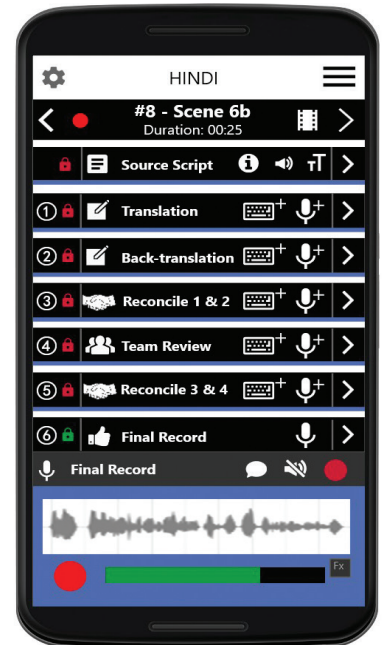 HINDI
#8 - Scene 6b
Duration: 00:25
Source Script
1 Translation
2 Back-translation
3 Reconcile 1 & 2
4 Team Review
5 Reconcile 3 & 4
6 Final Record
Final Record
Fx